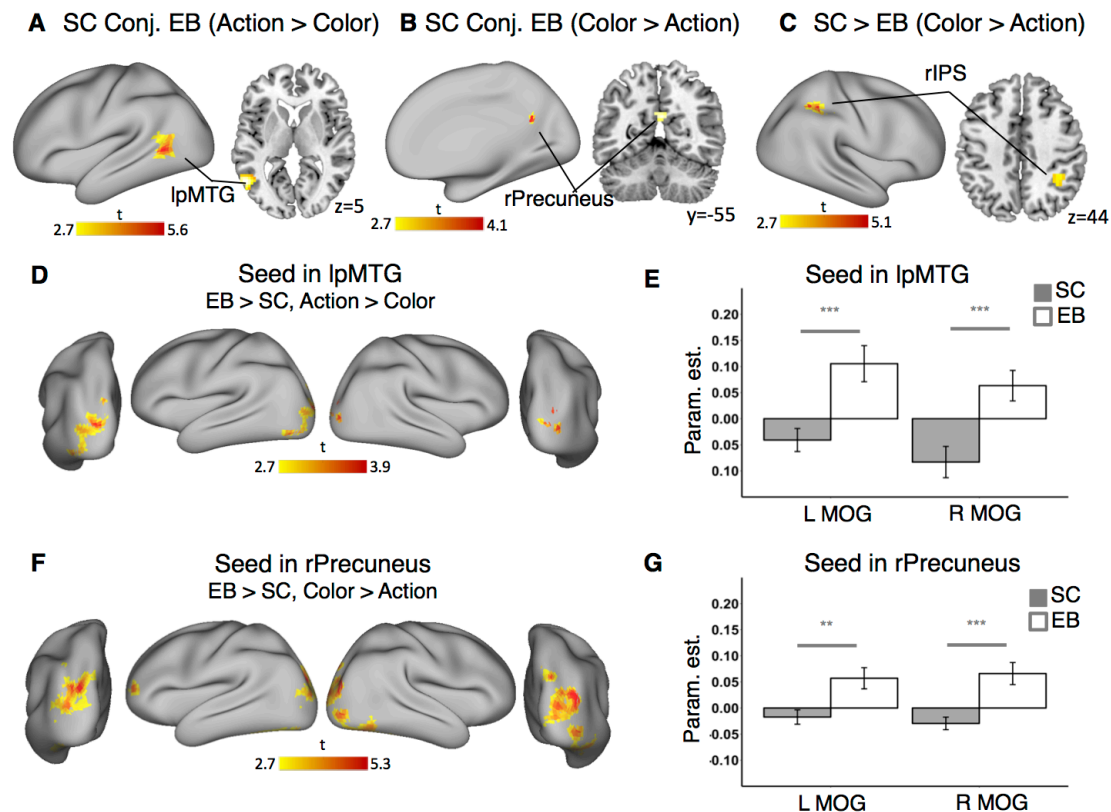 A SC Conj. EB (Action > Color)
B SC Conj. EB (Color > Action)
C SC > EB (Color > Action)
lpMTG
z=5
t
2.7 5.6
rPrecuneus
y=-55
t
2.7 4.1
rIPS
z=44
t
2.7 5.1
D
Seed in lpMTG
EB > SC, Action > Color
t
2.7 3.9
E
Seed in lpMTG
SC
EB
Param. est.
0.20
0.15
0.10
0.05
0.00
0.05
0.10
***
***
L MOG
R MOG
F
Seed in rPrecuneus
EB > SC, Color > Action
t
2.7 5.3
G
Seed in rPrecuneus
SC
EB
Param. est.
0.20
0.15
0.10
0.05
0.00
-0.05
-0.10
**
***
L MOG
R MOG